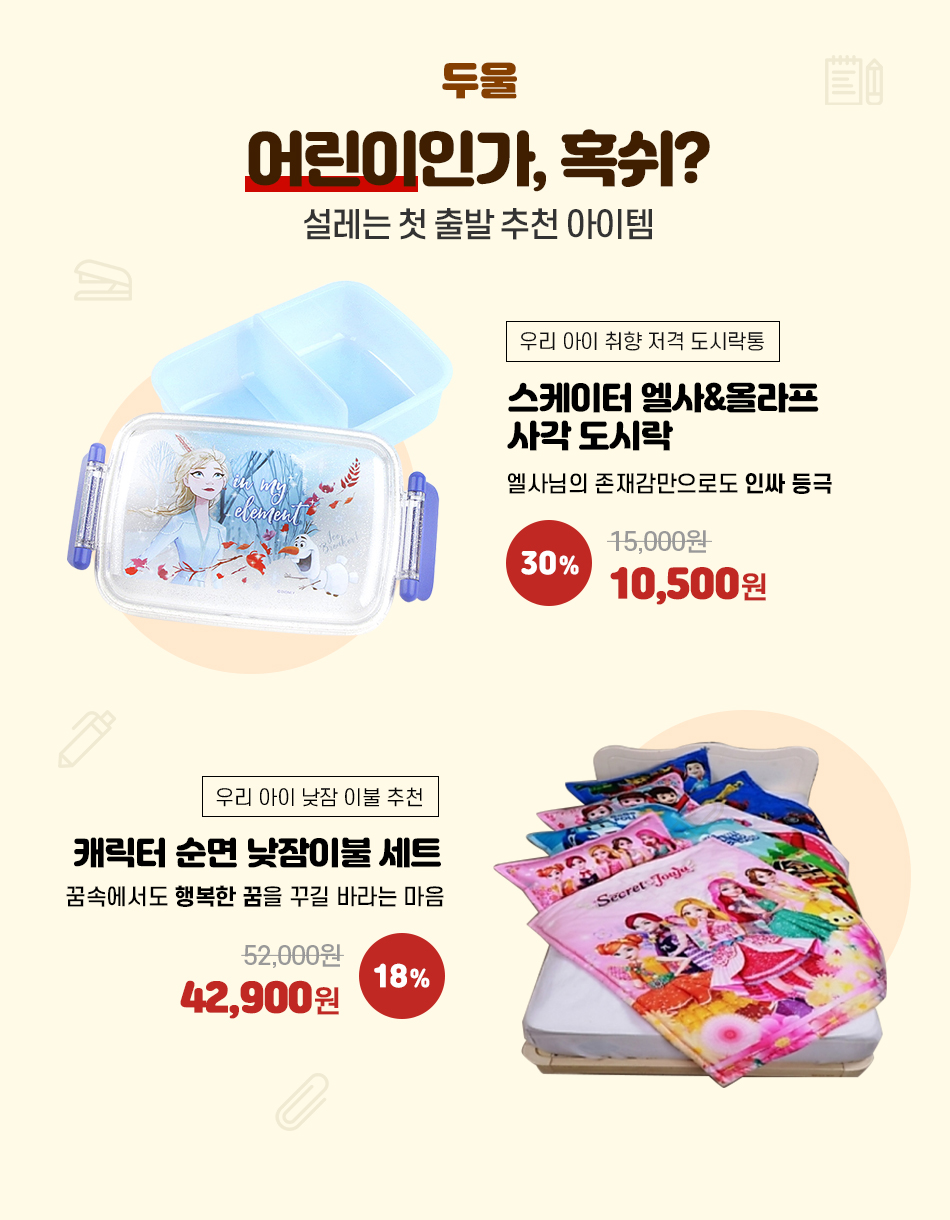 두울
어린이인가, 혹쉬?
설레는 첫 출발 추천 아이템
우리 아이 취향 저격 도시락통
스케이터 엘사&올라프
사각 도시락
엘사님의 존재감만으로도 인싸 등극
30%
15,000원
10,500원
in my
element
우리 아이 낮잠 이불 추천
캐릭터 순면 낮잠이불 세트
꿈속에서도 행복한 꿈을 꾸길 바라는 마음
52,000원
42,900원
18%
Secret Jouju